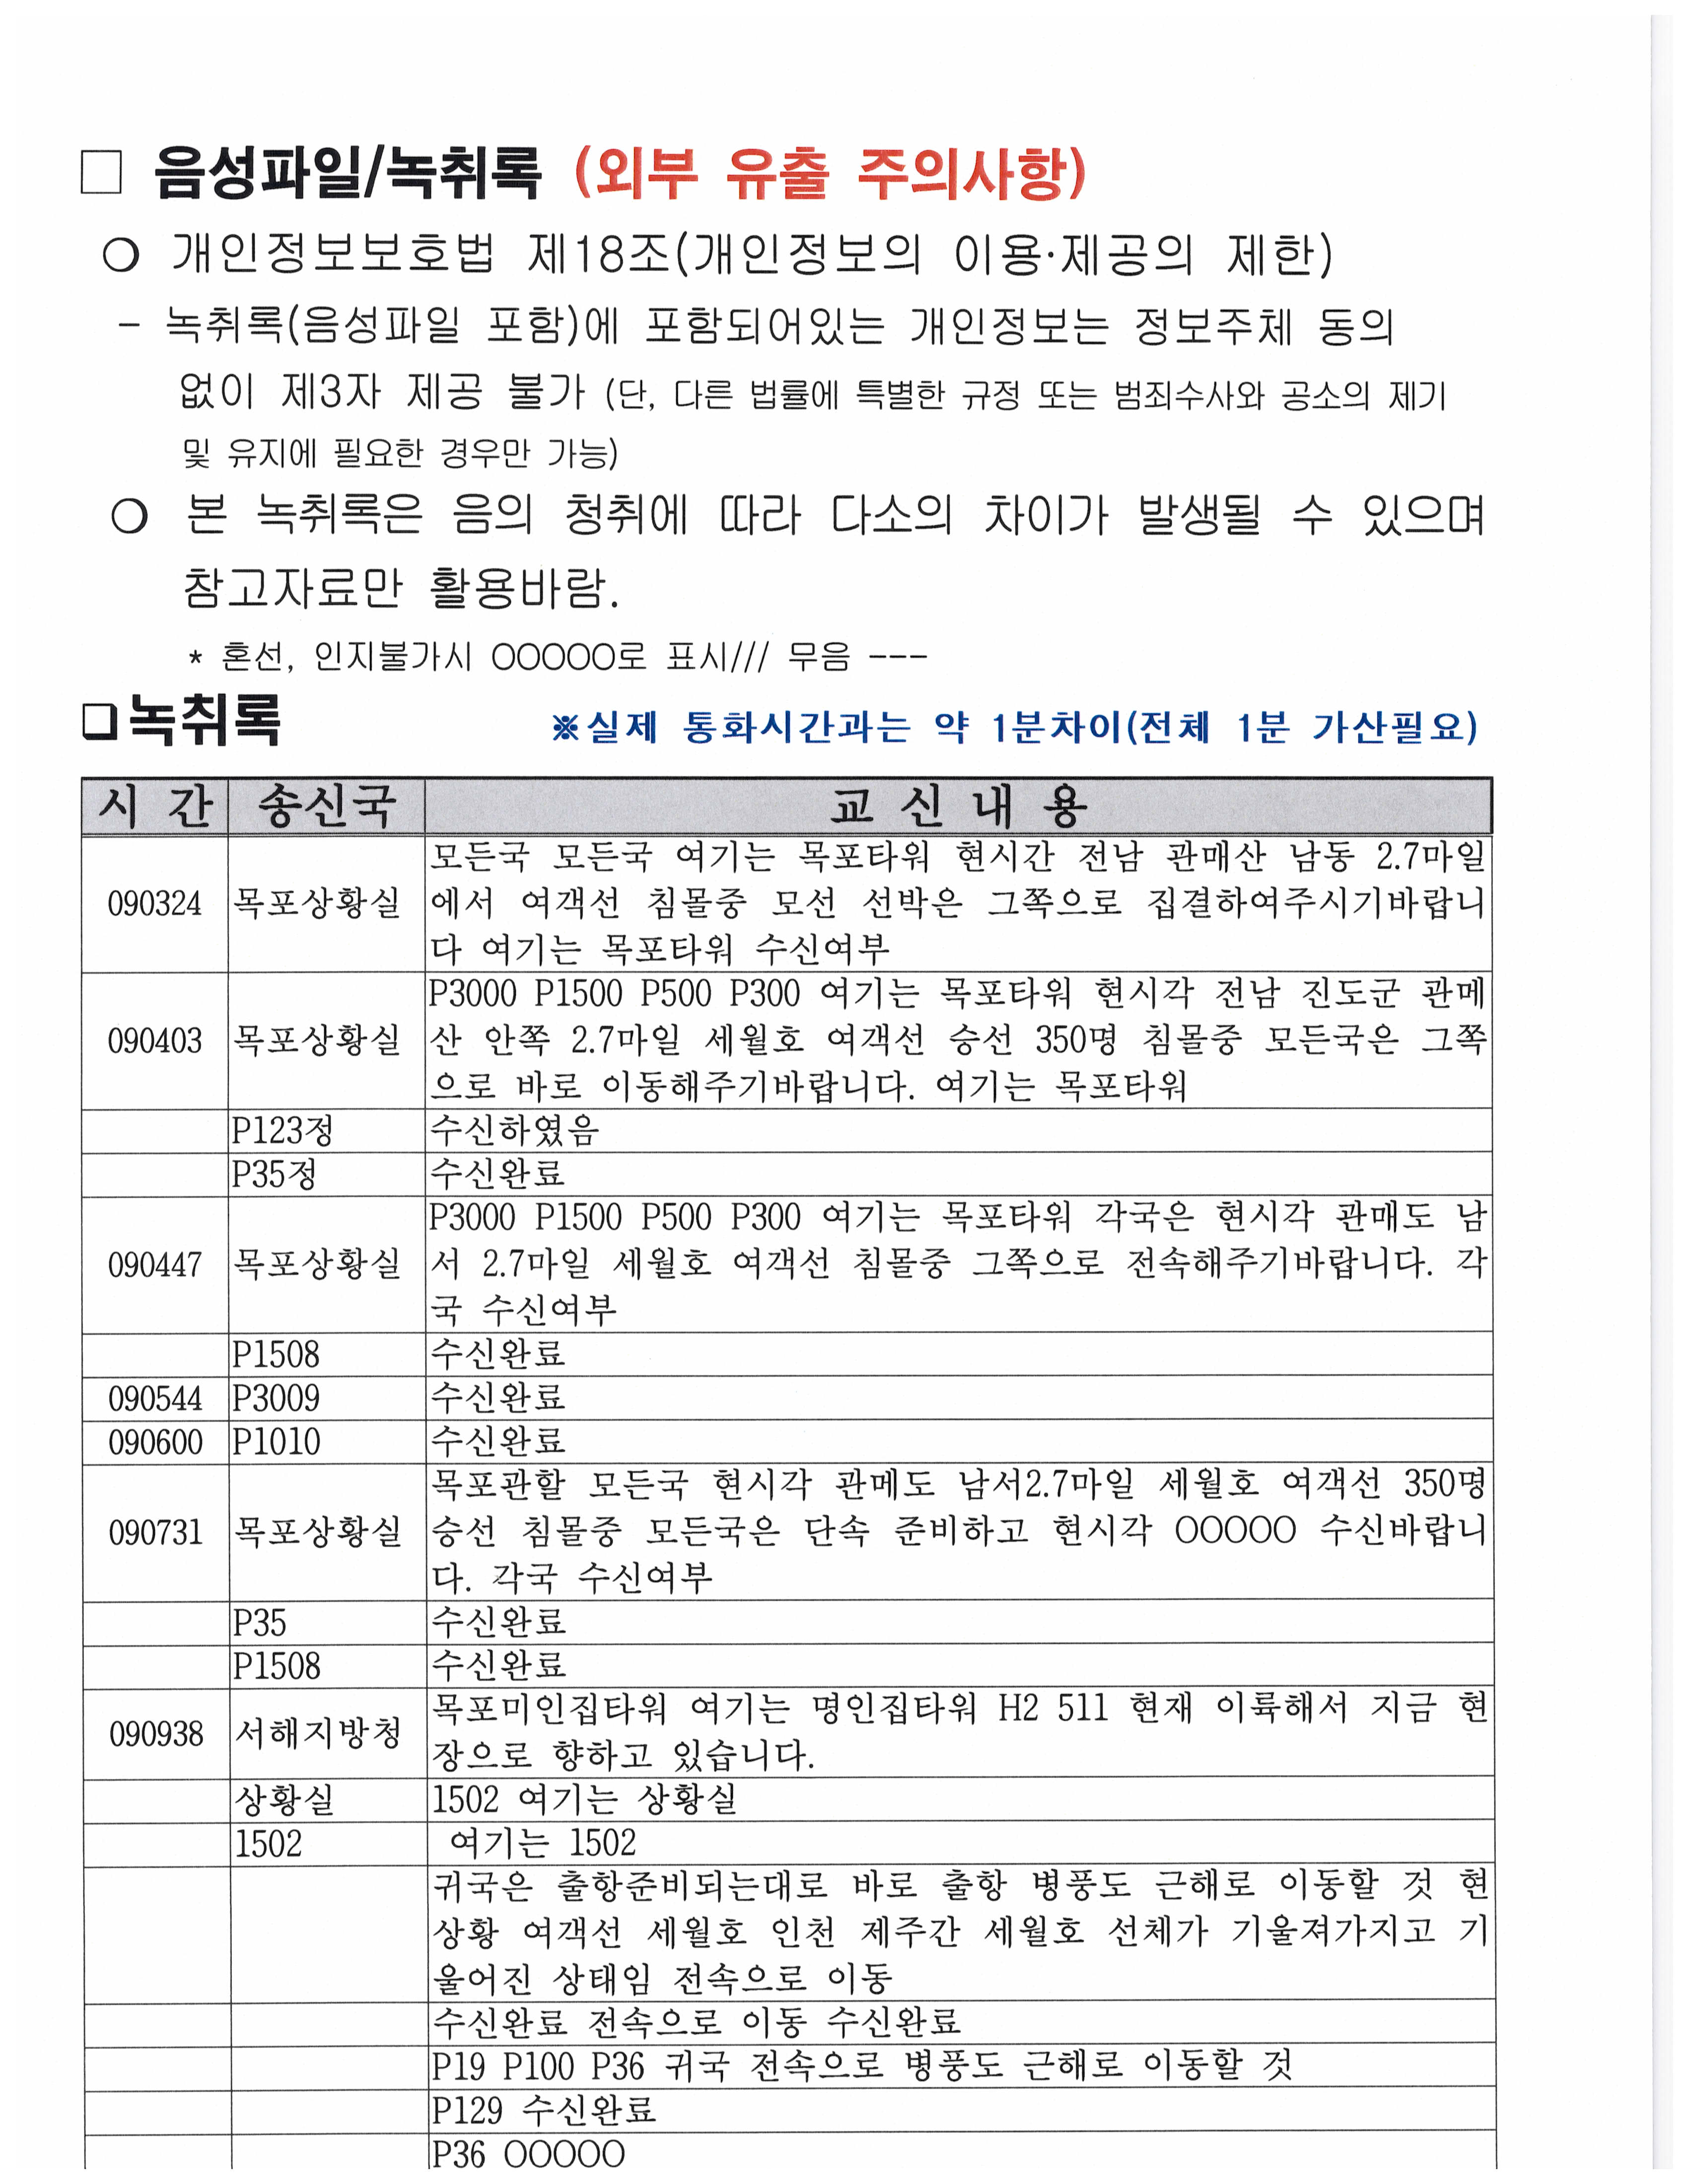 □ 음성파일/녹취록 (외부 유출 주의사항)
○ 개인정보보호법 제18조(개인정보의 이용·제공의 제한)
- 녹취록(음성파일 포함)에 포함되어있는 개인정보는 정보주체 동의
없이 제3자 제공 불가 (단, 다른 법률에 특별한 규정 또는 범죄수사와 공소의 제기
및 유지에 필요한 경우만 가능)
○ 본 녹취록은 음의 청취에 따라 다소의 차이가 발생될 수 있으며
참고자료만 활용바람.
* 혼선, 인지불가시 OOOOO로 표시/// 무음 ---
❏녹취록 ※실제 통화시간과는 약 1분차이(전체 1분 가산필요)
시 간 송신국 교 신 내 용
모든국 모든국 여기는 목포타워 현시간 전남 관매산 남동 2.7마일
090324 목포상황실 에서 여객선 침몰중 모선 선박은 그쪽으로 집결하여주시기바랍니
다 여기는 목포타워 수신여부
P3000 P1500 P500 P300 여기는 목포타워 현시각 전남 진도군 관메
090403 목포상황실 산 안쪽 2.7마일 세월호 여객선 승선 350명 침몰중 모든국은 그쪽
으로 바로 이동해주기바랍니다. 여기는 목포타워
P123정 수신하였음
P35정 수신완료
P3000 P1500 P500 P300 여기는 목포타워 각국은 현시각 관매도 남
090447 목포상황실 서 2.7마일 세월호 여객선 침몰중 그쪽으로 전속해주기바랍니다. 각
국 수신여부
P1508 수신완료
090544 P3009 수신완료
090600 P1010 수신완료
목포관할 모든국 현시각 관메도 남서2.7마일 세월호 여객선 350명
090731 목포상황실 승선 침몰중 모든국은 단속 준비하고 현시각 OOOOO 수신바랍니
다. 각국 수신여부
P35 수신완료
P1508 수신완료
목포미인집타워 여기는 명인집타워 H2 511 현재 이륙해서 지금 현
090938 서해지방청
장으로 향하고 있습니다.
상황실 1502 여기는 상황실
1502 여기는 1502
귀국은 출항준비되는대로 바로 출항 병풍도 근해로 이동할 것 현
상황 여객선 세월호 인천 제주간 세월호 선체가 기울져가지고 기
울어진 상태임 전속으로 이동
수신완료 전속으로 이동 수신완료
P19 P100 P36 귀국 전속으로 병풍도 근해로 이동할 것
P129 수신완료
P36 OOOOO